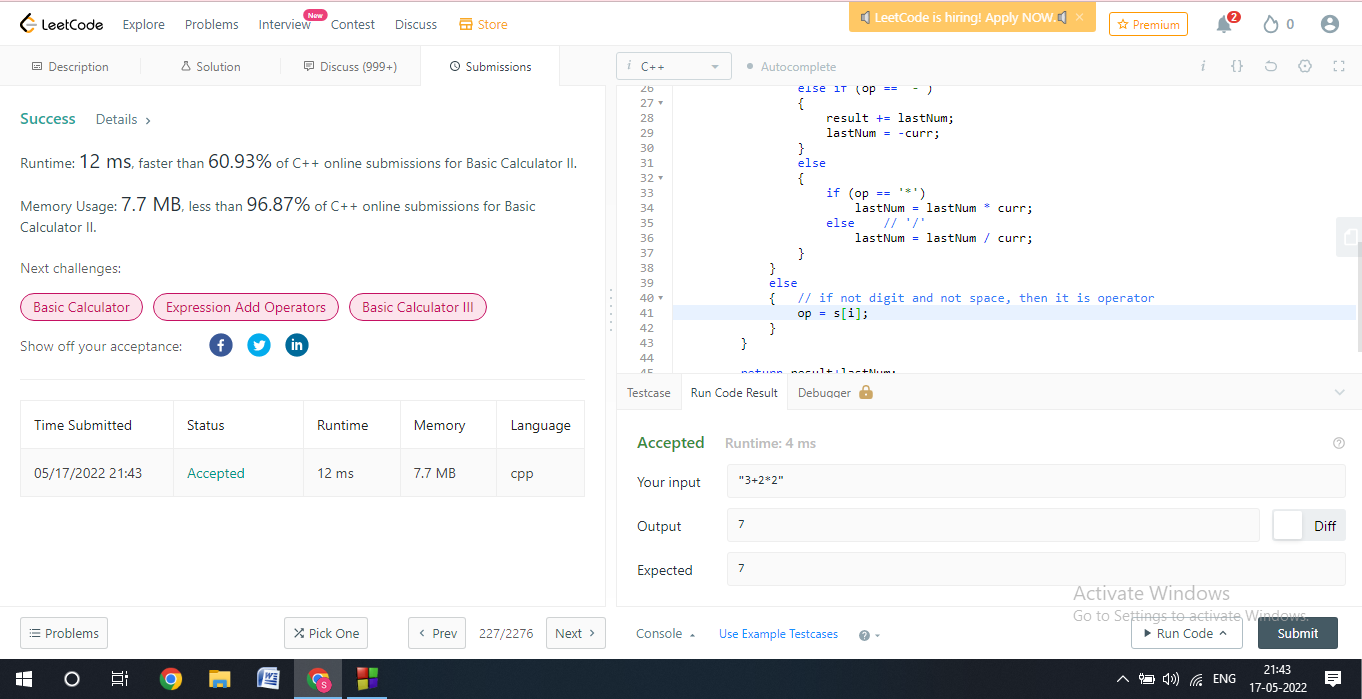 LeetCode Explore Problems Interview New Contest Discuss Store LeetCode is hiring! Apply NOW. × Premium 2 0
Description Solution Discuss (999+) Submissions
i C++ Autocomplete i {}
Success Details >
Runtime: 12 ms, faster than 60.93% of C++ online submissions for Basic Calculator II.
Memory Usage: 7.7 MB, less than 96.87% of C++ online submissions for Basic
Calculator II.
Next challenges:
Basic Calculator Expression Add Operators Basic Calculator III
Show off your acceptance:
Time Submitted Status Runtime Memory Language
05/17/2022 21:43 Accepted 12 ms 7.7 MB cpp
26 else if (op == '-')
27 {
28 result += lastNum;
29 lastNum = -curr;
30 }
31 else
32 {
33 if (op == '*')
34 lastNum = lastNum * curr;
35 else // '/'
36 lastNum = lastNum / curr;
37 }
38 }
39 else
40 { // if not digit and not space, then it is operator
41 op = s[i];
42 }
43 }
44
45 return result+lastNum;
Testcase Run Code Result Debugger
Accepted Runtime: 4 ms
Your input "3+2*2"
Output 7 Diff
Expected 7
Activate Windows
Go to Settings to activate Windows.
Problems Pick One < Prev 227/2276 Next > Console Use Example Testcases Run Code Submit
S ENG 21:43
17-05-2022